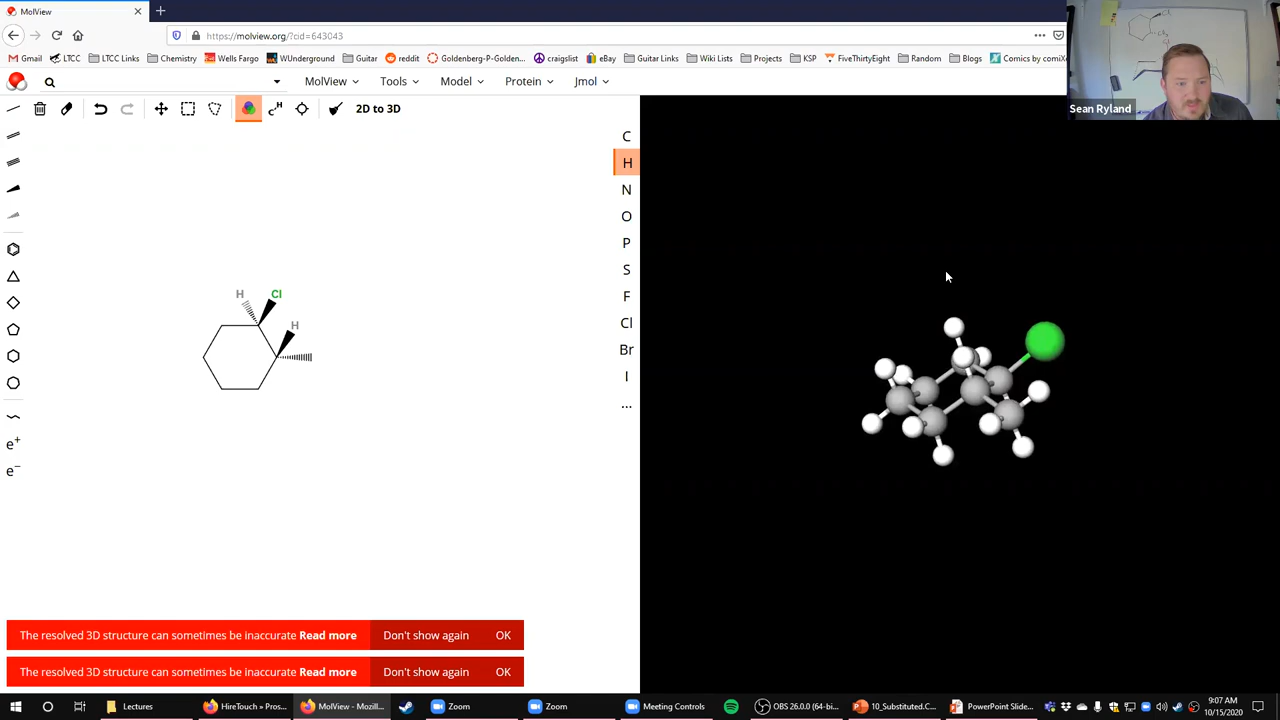 MolView
MolView - Mozilla
https://molview.org/?cid=643043
Gmail
LTCC
LTCC Links
Chemistry
Wells Fargo
WUnderground
Guitar
reddit
Goldenberg-P-Golden...
craigslist
eBay
Guitar Links
Wiki Lists
Projects
KSP
FiveThirtyEight
Random
Blogs
Comics by comiX
Sean Ryland
MolView
Tools
Model
Protein
Jmol
2D to 3D
C
H
N
O
P
S
F
Cl
Br
I
...
e+
e−
H
Cl
H
The resolved 3D structure can sometimes be inaccurate Read more
Don't show again
OK
The resolved 3D structure can sometimes be inaccurate Read more
Don't show again
OK
Lectures
HireTouch » Pros...
MolView - Mozill...
Zoom
Zoom
Meeting Controls
OBS 26.0.0 (64-bi...
10_Substituted.C...
PowerPoint Slide...
9:07 AM
10/15/2020